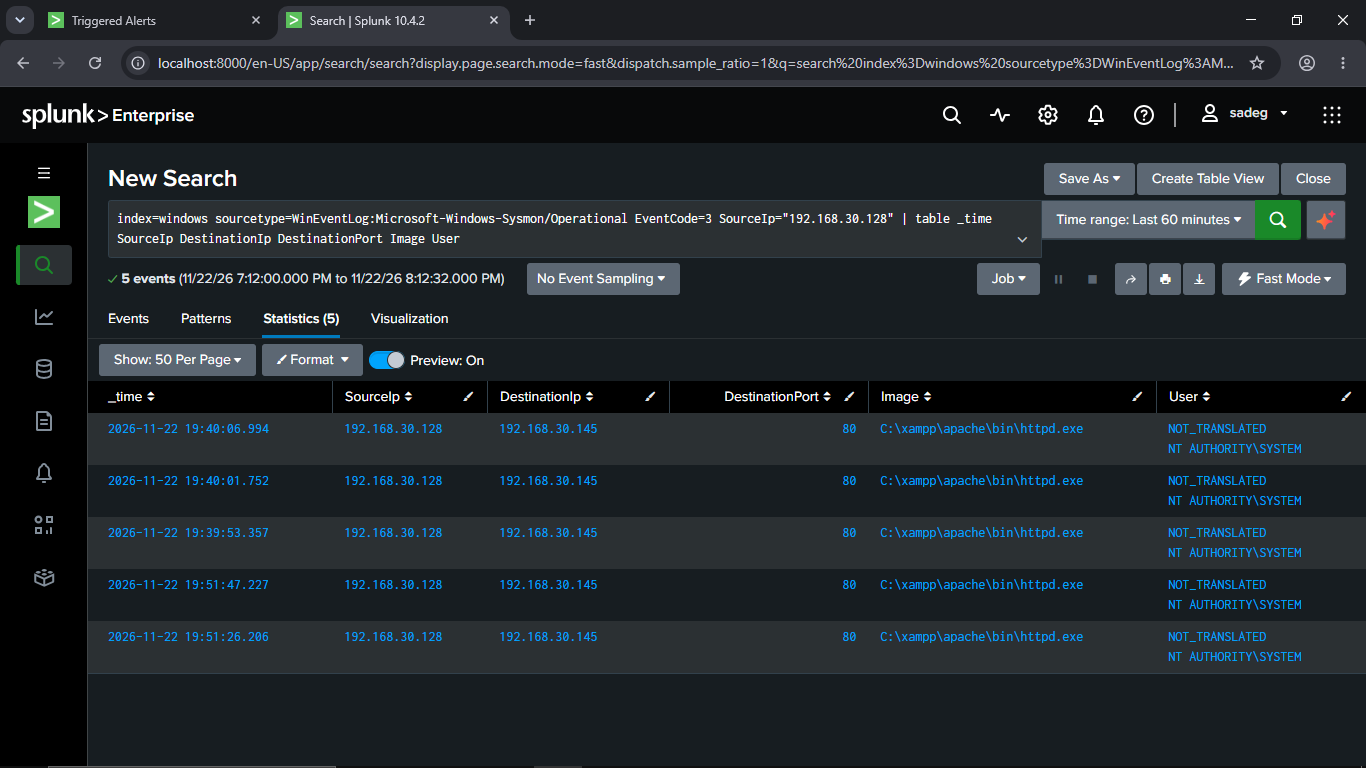 Triggered Alerts
Search | Splunk 10.4.2
localhost:8000/en-US/app/search/search?display.page.search.mode=fast&dispatch.sample_ratio=1&q=search%20index%3Dwindows%20sourcetype%3DWinEventLog%3AM...
splunk> Enterprise
sadeg
New Search
Save As
Create Table View
Close
index=windows sourcetype=WinEventLog:Microsoft-Windows-Sysmon/Operational EventCode=3 SourceIp="192.168.30.128" | table _time
SourceIp DestinationIp DestinationPort Image User
Time range: Last 60 minutes
5 events (11/22/26 7:12:00.000 PM to 11/22/26 8:12:32.000 PM)
No Event Sampling
Job
Fast Mode
Events Patterns Statistics (5) Visualization
Show: 50 Per Page
Format
Preview: On
_time SourceIp DestinationIp DestinationPort Image User
2026-11-22 19:40:06.994 192.168.30.128 192.168.30.145 80 C:\xampp\apache\bin\httpd.exe NOT_TRANSLATED
NT AUTHORITY\SYSTEM
2026-11-22 19:40:01.752 192.168.30.128 192.168.30.145 80 C:\xampp\apache\bin\httpd.exe NOT_TRANSLATED
NT AUTHORITY\SYSTEM
2026-11-22 19:39:53.357 192.168.30.128 192.168.30.145 80 C:\xampp\apache\bin\httpd.exe NOT_TRANSLATED
NT AUTHORITY\SYSTEM
2026-11-22 19:51:47.227 192.168.30.128 192.168.30.145 80 C:\xampp\apache\bin\httpd.exe NOT_TRANSLATED
NT AUTHORITY\SYSTEM
2026-11-22 19:51:26.206 192.168.30.128 192.168.30.145 80 C:\xampp\apache\bin\httpd.exe NOT_TRANSLATED
NT AUTHORITY\SYSTEM